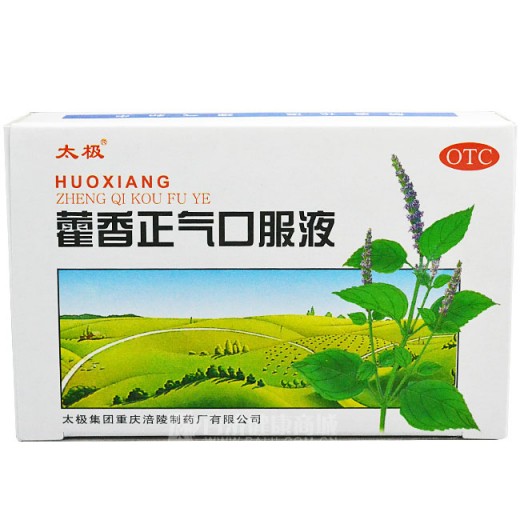 太极®
OTC
HUOXIANG
ZHENG QI KOU FU YE
藿香正气口服液
太极集团重庆涪陵制药厂有限公司